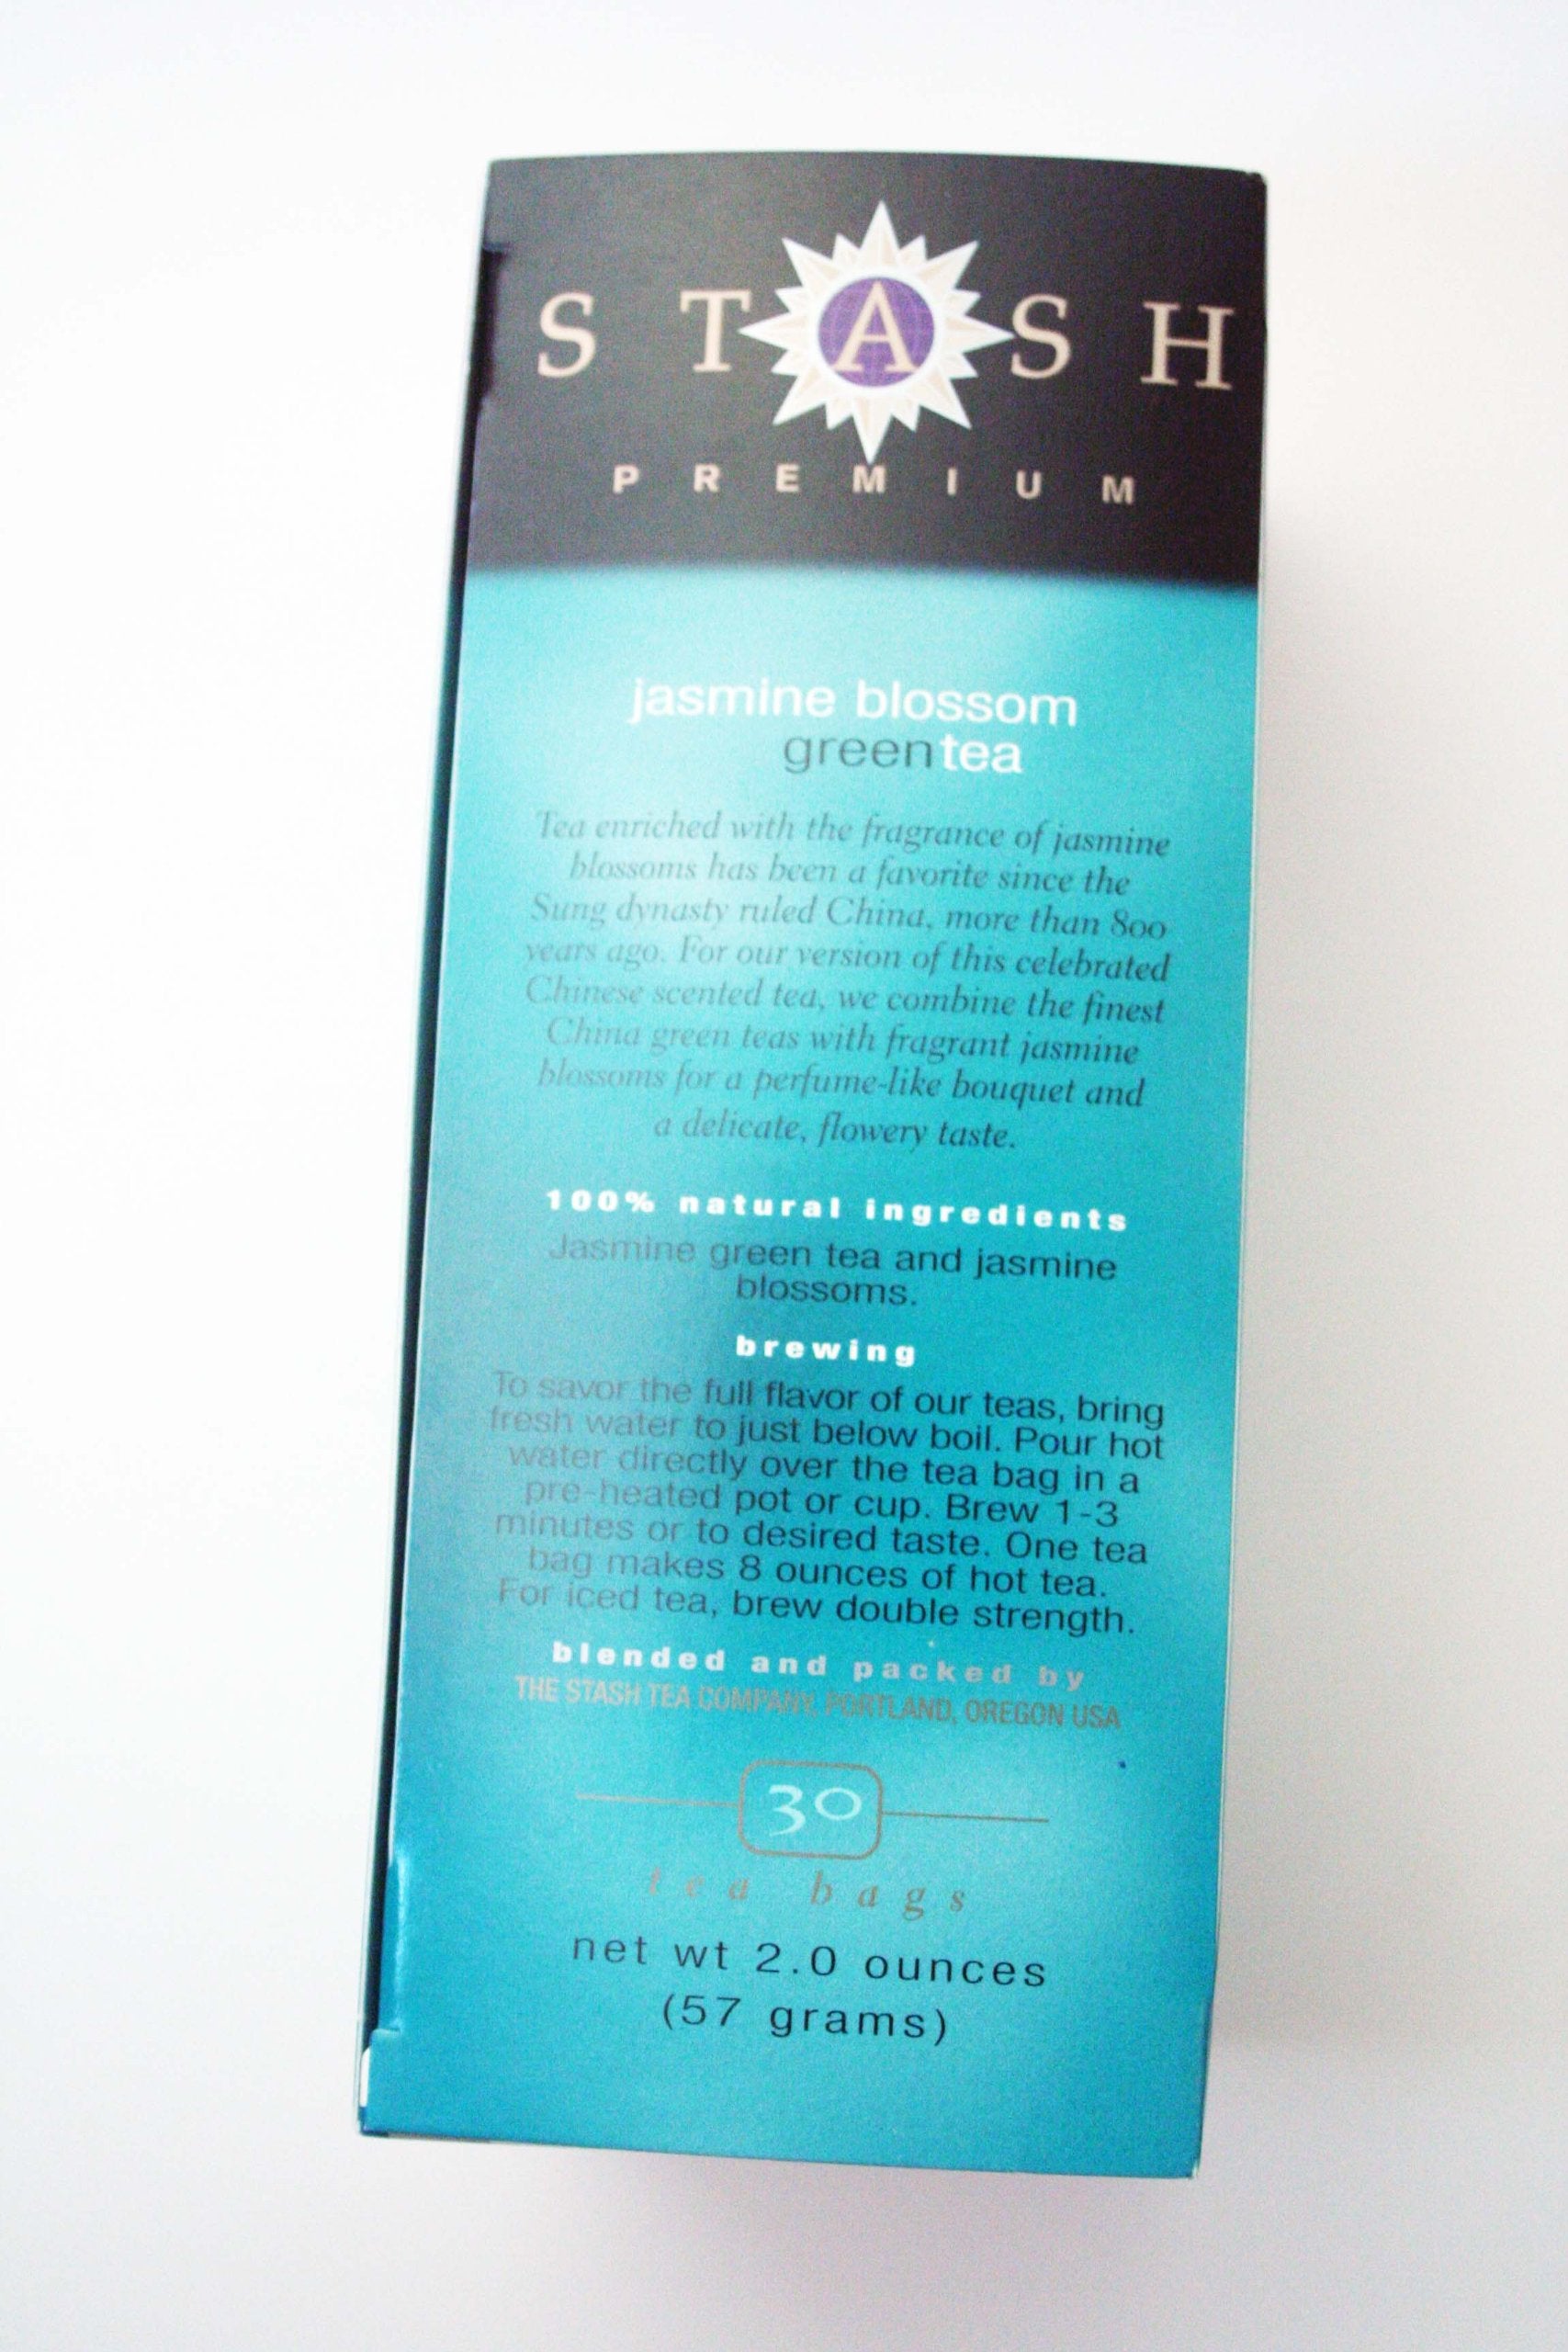 STASH
PREMIUM
jasmine blossom
green tea
Tea enriched with the fragrance of jasmine
blossoms has been a favorite since the
Sung dynasty ruled China, more than 800
years ago. For our version of this celebrated
Chinese scented tea, we combine the finest
China green teas with fragrant jasmine
blossoms for a perfume-like bouquet and
a delicate, flowery taste.
100% natural ingredients
Jasmine green tea and jasmine
blossoms.
brewing
To savor the full flavor of our teas, bring
fresh water to just below boil. Pour hot
water directly over the tea bag in a
pre-heated pot or cup. Brew 1-3
minutes or to desired taste. One tea
bag makes 8 ounces of hot tea.
For iced tea, brew double strength.
blended and packed by
THE STASH TEA COMPANY, PORTLAND, OREGON USA
30
tea bags
net wt 2.0 ounces
(57 grams)